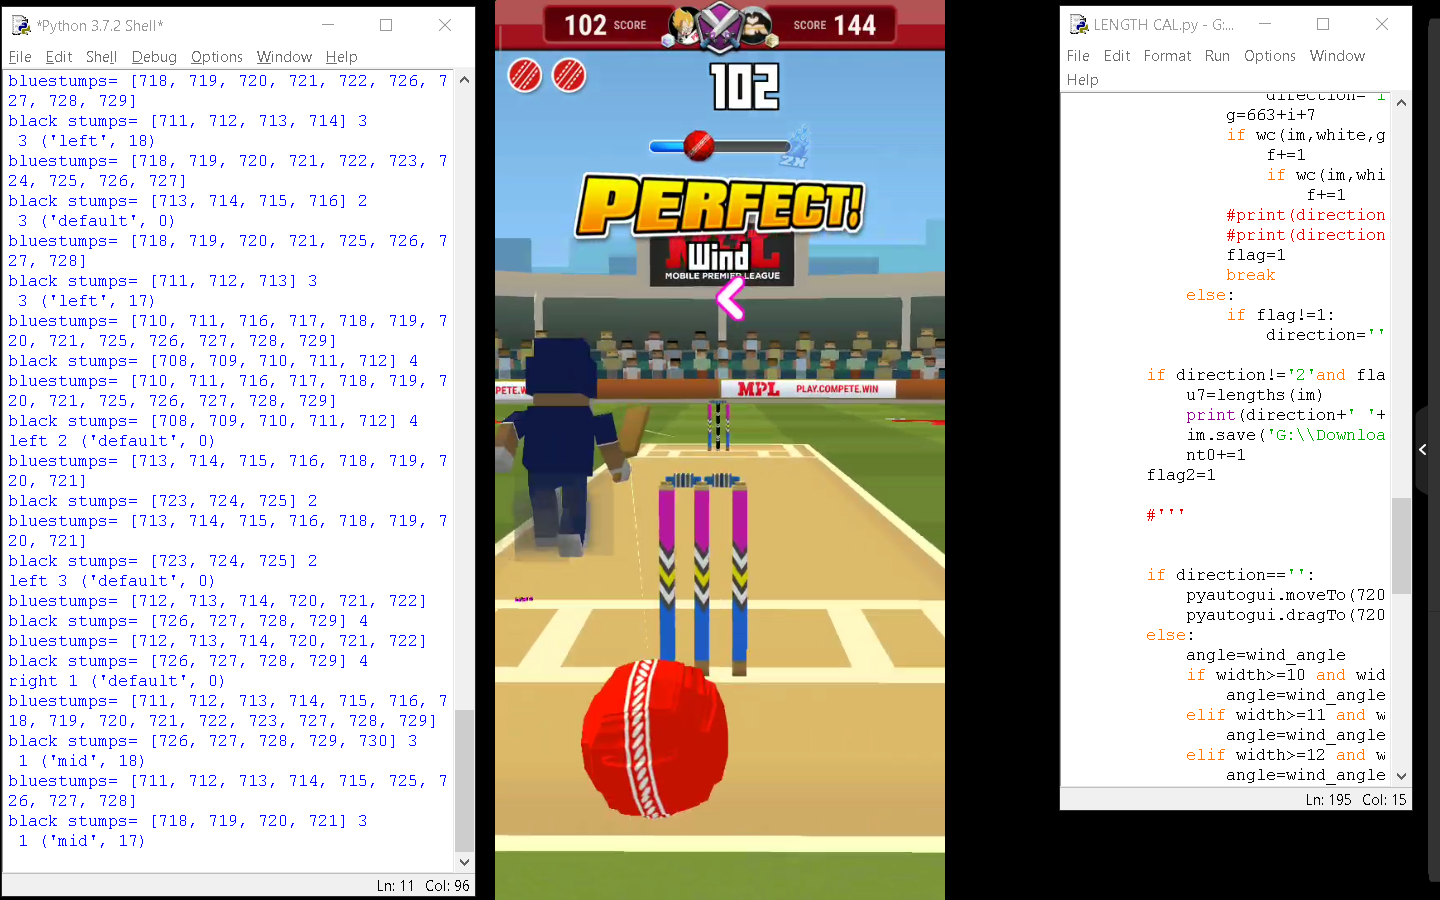 *Python 3.7.2 Shell*
File Edit Shell Debug Options Window Help
bluestumps= [718, 719, 720, 721, 722, 726, 7
27, 728, 729]
black stumps= [711, 712, 713, 714] 3
3 ('left', 18)
bluestumps= [718, 719, 720, 721, 722, 723, 7
24, 725, 726, 727]
black stumps= [713, 714, 715, 716] 2
3 ('default', 0)
bluestumps= [718, 719, 720, 721, 725, 726, 7
27, 728]
black stumps= [711, 712, 713] 3
3 ('left', 17)
bluestumps= [710, 711, 716, 717, 718, 719, 7
20, 721, 725, 726, 727, 728, 729]
black stumps= [708, 709, 710, 711, 712] 4
bluestumps= [710, 711, 716, 717, 718, 719, 7
20, 721, 725, 726, 727, 728, 729]
black stumps= [708, 709, 710, 711, 712] 4
left 2 ('default', 0)
bluestumps= [713, 714, 715, 716, 718, 719, 7
20, 721]
black stumps= [723, 724, 725] 2
bluestumps= [713, 714, 715, 716, 718, 719, 7
20, 721]
black stumps= [723, 724, 725] 2
left 3 ('default', 0)
bluestumps= [712, 713, 714, 720, 721, 722]
black stumps= [726, 727, 728, 729] 4
bluestumps= [712, 713, 714, 720, 721, 722]
black stumps= [726, 727, 728, 729] 4
right 1 ('default', 0)
bluestumps= [711, 712, 713, 714, 715, 716, 7
18, 719, 720, 721, 722, 723, 727, 728, 729]
black stumps= [726, 727, 728, 729, 730] 3
1 ('mid', 18)
bluestumps= [711, 712, 713, 714, 715, 725, 7
26, 727, 728]
black stumps= [718, 719, 720, 721] 3
1 ('mid', 17)
Ln: 11 Col: 96
102 SCORE
SCORE 144
102
2X
PERFECT!
MPL
Wind
MOBILE PREMIER LEAGUE
ETE.WIN
MPL PLAY.COMPETE.WIN
LENGTH CAL.py - G:...
File Edit Format Run Options Window
Help
direction='i
g=663+i+7
if wc(im,white,g
f+=1
if wc(im,whi
f+=1
#print(direction
#print(direction
flag=1
break
else:
if flag!=1:
direction=''
if direction!='2'and fla
u7=lengths(im)
print(direction+' '+
im.save('G:\\Downloa
nt0+=1
flag2=1
#'''
if direction=='':
pyautogui.moveTo(720
pyautogui.dragTo(720
else:
angle=wind_angle
if width>=10 and wid
angle=wind_angle
elif width>=11 and w
angle=wind_angle
elif width>=12 and w
angle=wind_angle
Ln: 195 Col: 15